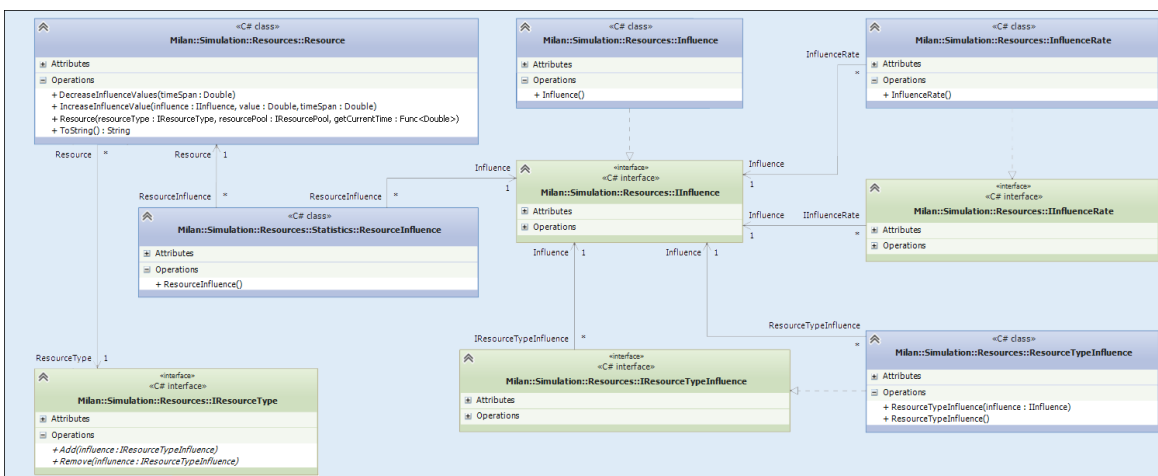 «C# class»
Milan::Simulation::Resources::Resource
Attributes
Operations
+ DecreaseInfluenceValues(timeSpan : Double)
+ IncreaseInfluenceValue(influence : IInfluence, value : Double, timeSpan : Double)
+ Resource(resourceType : IResourceType, resourcePool : IResourcePool, getCurrentTime : Func<Double>)
+ ToString() : String
«C# class»
Milan::Simulation::Resources::Influence
Attributes
Operations
+ Influence()
«C# class»
Milan::Simulation::Resources::InfluenceRate
Attributes
Operations
+ InfluenceRate()
InfluenceRate
*
Resource *
Resource 1
Influence
1
1
ResourceInfluence *
ResourceInfluence *
«interface»
«C# interface»
Milan::Simulation::Resources::IInfluence
Attributes
Operations
«interface»
«C# interface»
Milan::Simulation::Resources::IInfluenceRate
Attributes
Operations
Influence
1
IInfluenceRate
*
«C# class»
Milan::Simulation::Resources::Statistics::ResourceInfluence
Attributes
Operations
+ ResourceInfluence()
Influence 1
Influence 1
IResourceTypeInfluence *
ResourceTypeInfluence
*
ResourceType 1
«interface»
«C# interface»
Milan::Simulation::Resources::IResourceType
Attributes
Operations
+ Add(influence : IResourceTypeInfluence)
+ Remove(influnence : IResourceTypeInfluence)
«interface»
«C# interface»
Milan::Simulation::Resources::IResourceTypeInfluence
Attributes
Operations
«C# class»
Milan::Simulation::Resources::ResourceTypeInfluence
Attributes
Operations
+ ResourceTypeInfluence(influence : IInfluence)
+ ResourceTypeInfluence()